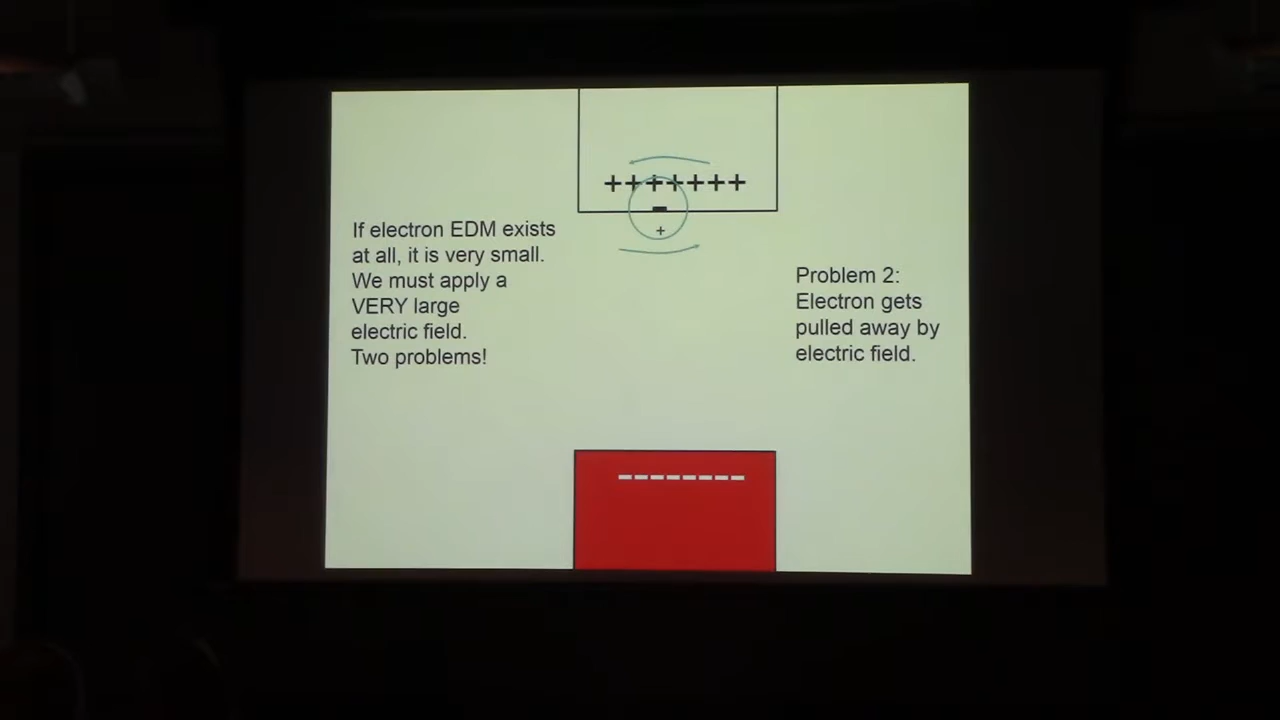 +++++++
-
+
If electron EDM exists
at all, it is very small.
We must apply a
VERY large
electric field.
Two problems!
Problem 2:
Electron gets
pulled away by
electric field.
--------